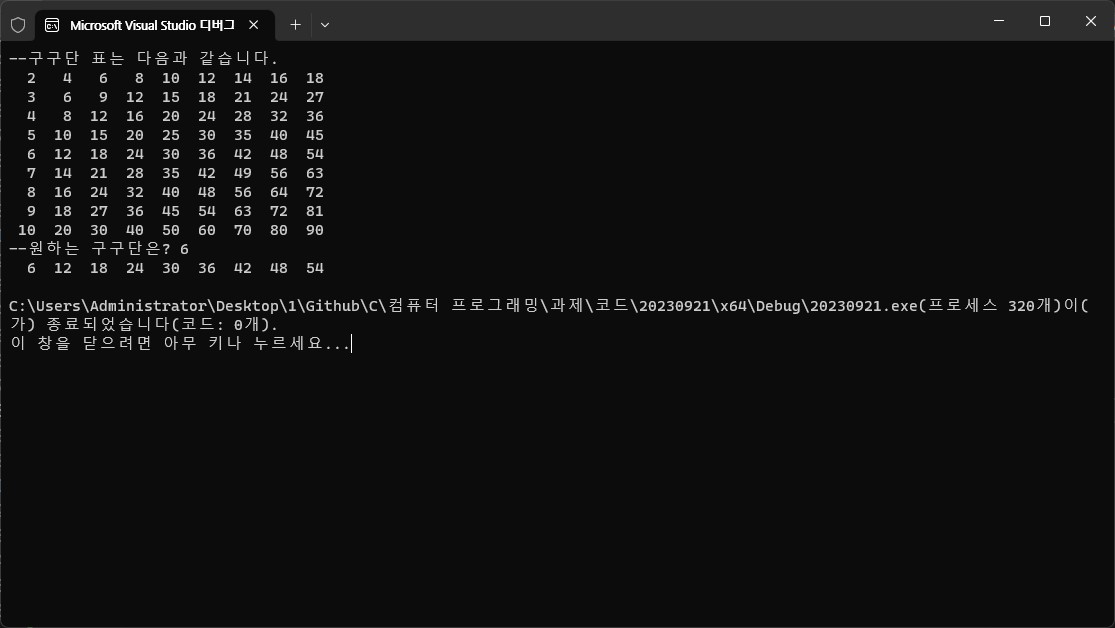 Microsoft Visual Studio 디버그
--구구단 표는 다음과 같습니다.
2 4 6 8 10 12 14 16 18
3 6 9 12 15 18 21 24 27
4 8 12 16 20 24 28 32 36
5 10 15 20 25 30 35 40 45
6 12 18 24 30 36 42 48 54
7 14 21 28 35 42 49 56 63
8 16 24 32 40 48 56 64 72
9 18 27 36 45 54 63 72 81
10 20 30 40 50 60 70 80 90
--원하는 구구단은? 6
6 12 18 24 30 36 42 48 54
C:\Users\Administrator\Desktop\1\Github\C\컴퓨터 프로그래밍\과제\코드\20230921\x64\Debug\20230921.exe(프로세스 320개)이(
가) 종료되었습니다(코드: 0개).
이 창을 닫으려면 아무 키나 누르세요...